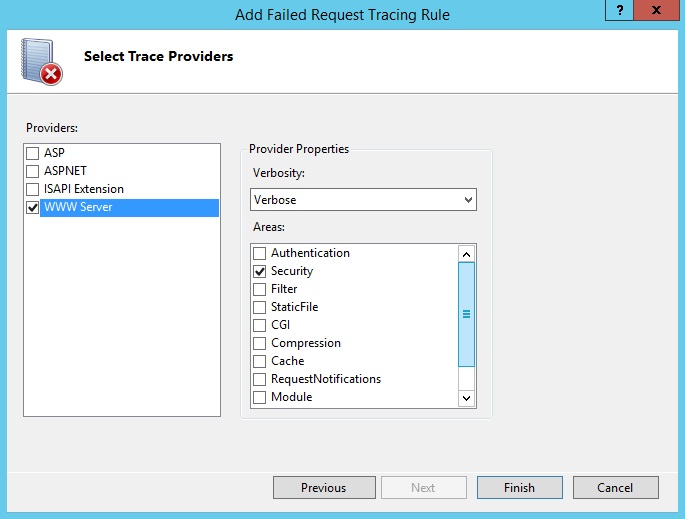 Add Failed Request Tracing Rule
? x
Select Trace Providers
Providers:
ASP
ASPNET
ISAPI Extension
WWW Server
Provider Properties
Verbosity:
Verbose
Areas:
Authentication
Security
Filter
StaticFile
CGI
Compression
Cache
RequestNotifications
Module
Previous
Next
Finish
Cancel